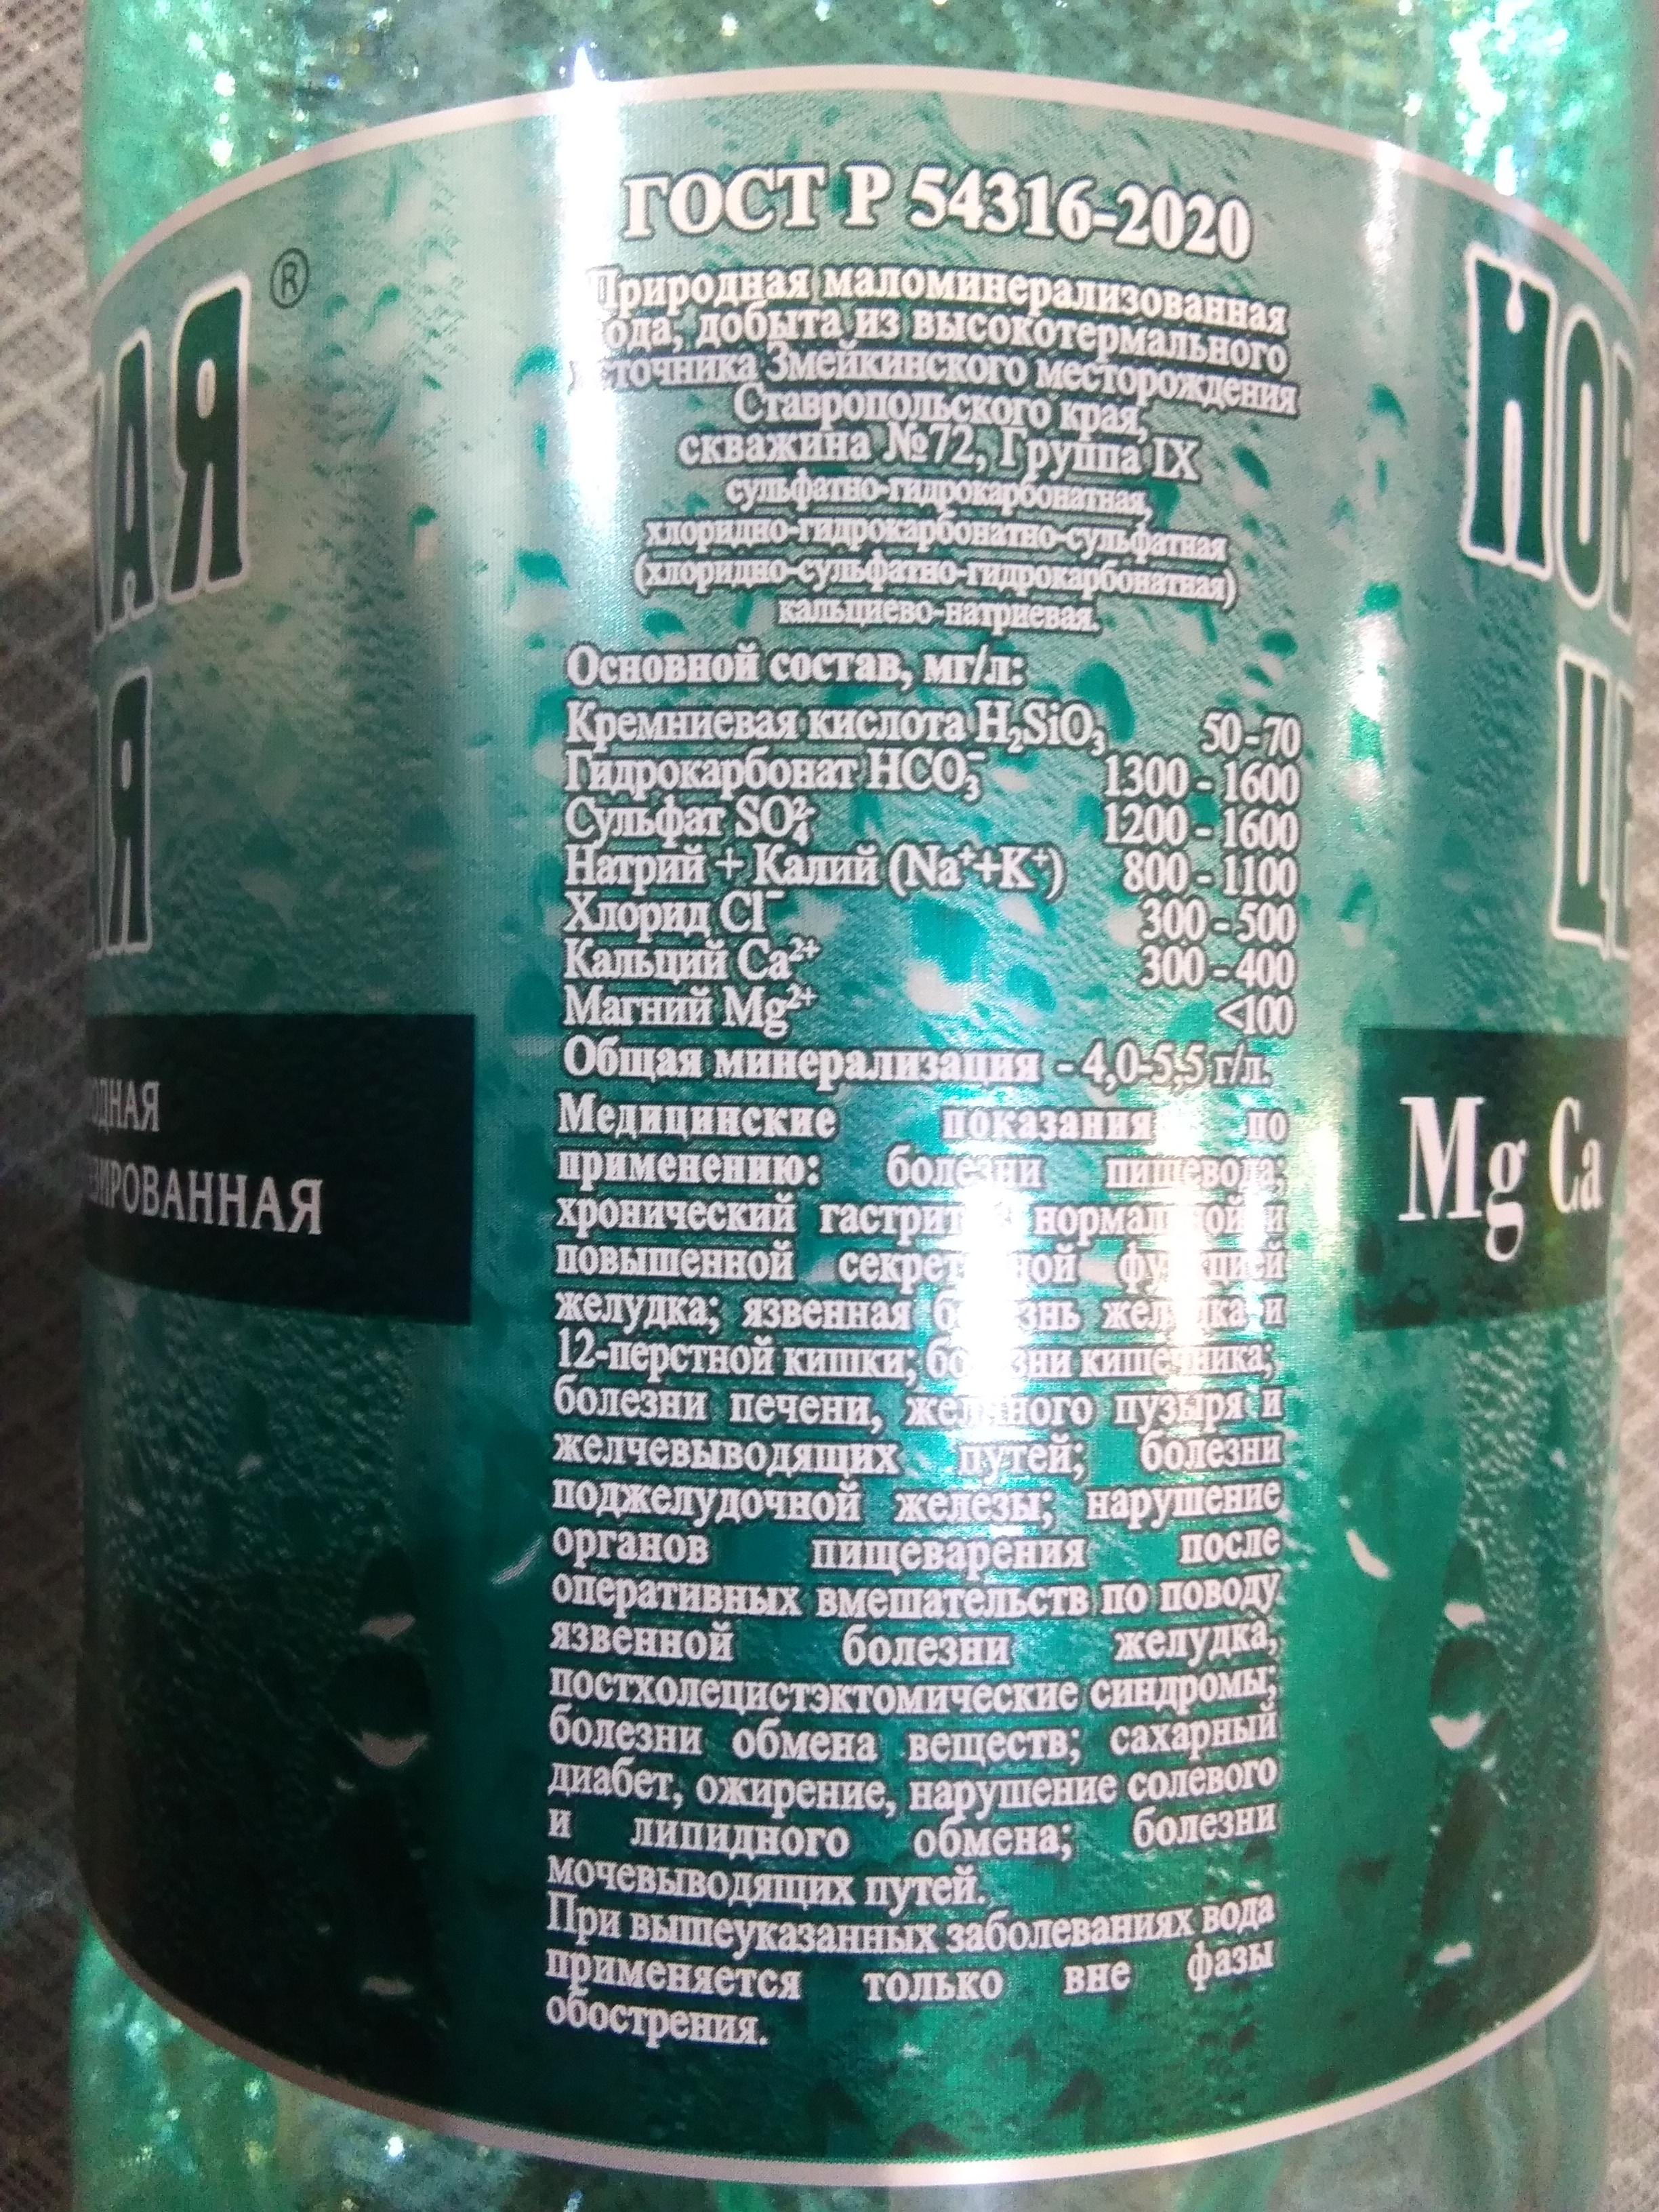 ГОСТ Р 54316-2020
Природная маломинерализованная
вода, добыта из высокотермального
источника Змейкинского месторождения
Ставропольского края,
скважина №72, Группа IX
сульфатно-гидрокарбонатная,
хлоридно-гидрокарбонатно-сульфатная
(хлоридно-сульфатно-гидрокарбонатная)
кальциево-натриевая.
Основной состав, мг/л:
Кремниевая кислота H₂SiO₃ 50-70
Гидрокарбонат HCO₃⁻ 1300 - 1600
Сульфат SO₄²⁻ 1200 - 1600
Натрий + Калий (Na⁺+K⁺) 800 - 1100
Хлорид Cl⁻ 300 - 500
Кальций Ca²⁺ 300 - 400
Магний Mg²⁺ <100
Общая минерализация - 4,0-5,5 г/л.
Медицинские показания по
применению: болезни пищевода;
хронический гастрит с нормальной и
повышенной секреторной функцией
желудка; язвенная болезнь желудка и
12-перстной кишки; болезни кишечника;
болезни печени, желчного пузыря и
желчевыводящих путей; болезни
поджелудочной железы; нарушение
органов пищеварения после
оперативных вмешательств по поводу
язвенной болезни желудка,
постхолецистэктомические синдромы;
болезни обмена веществ; сахарный
диабет, ожирение, нарушение солевого
и липидного обмена; болезни
мочевыводящих путей.
При вышеуказанных заболеваниях вода
применяется только вне фазы
обострения.
АЯ ®
Я
ОДНАЯ
ЗИРОВАННАЯ
НОВ
ЦЕ
Mg Ca